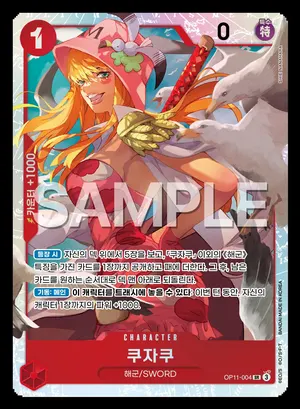 1
0
특
特
카운터 +1000
SAMPLE
등장 시 자신의 덱 위에서 5장을 보고, 「쿠자쿠」 이외의 《해군》
특징을 가진 카드를 1장까지 공개하고 패에 더한다. 그 후, 남은
카드를 원하는 순서대로 덱 맨 아래로 되돌린다.
기동: 메인 이 캐릭터를 트래시에 놓을 수 있다: 이번 턴 동안, 자신의
캐릭터 1장까지의 파워 +1000.
CHARACTER
쿠자쿠
해군/SWORD
OP11-004 3